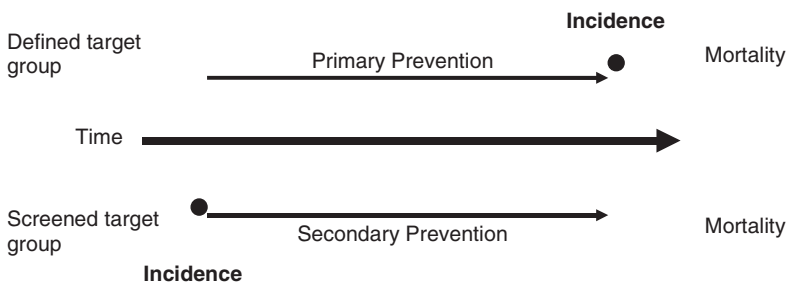 Incidence
Defined target
group
Primary Prevention
Mortality
Time
Screened target
group
Secondary Prevention
Mortality
Incidence